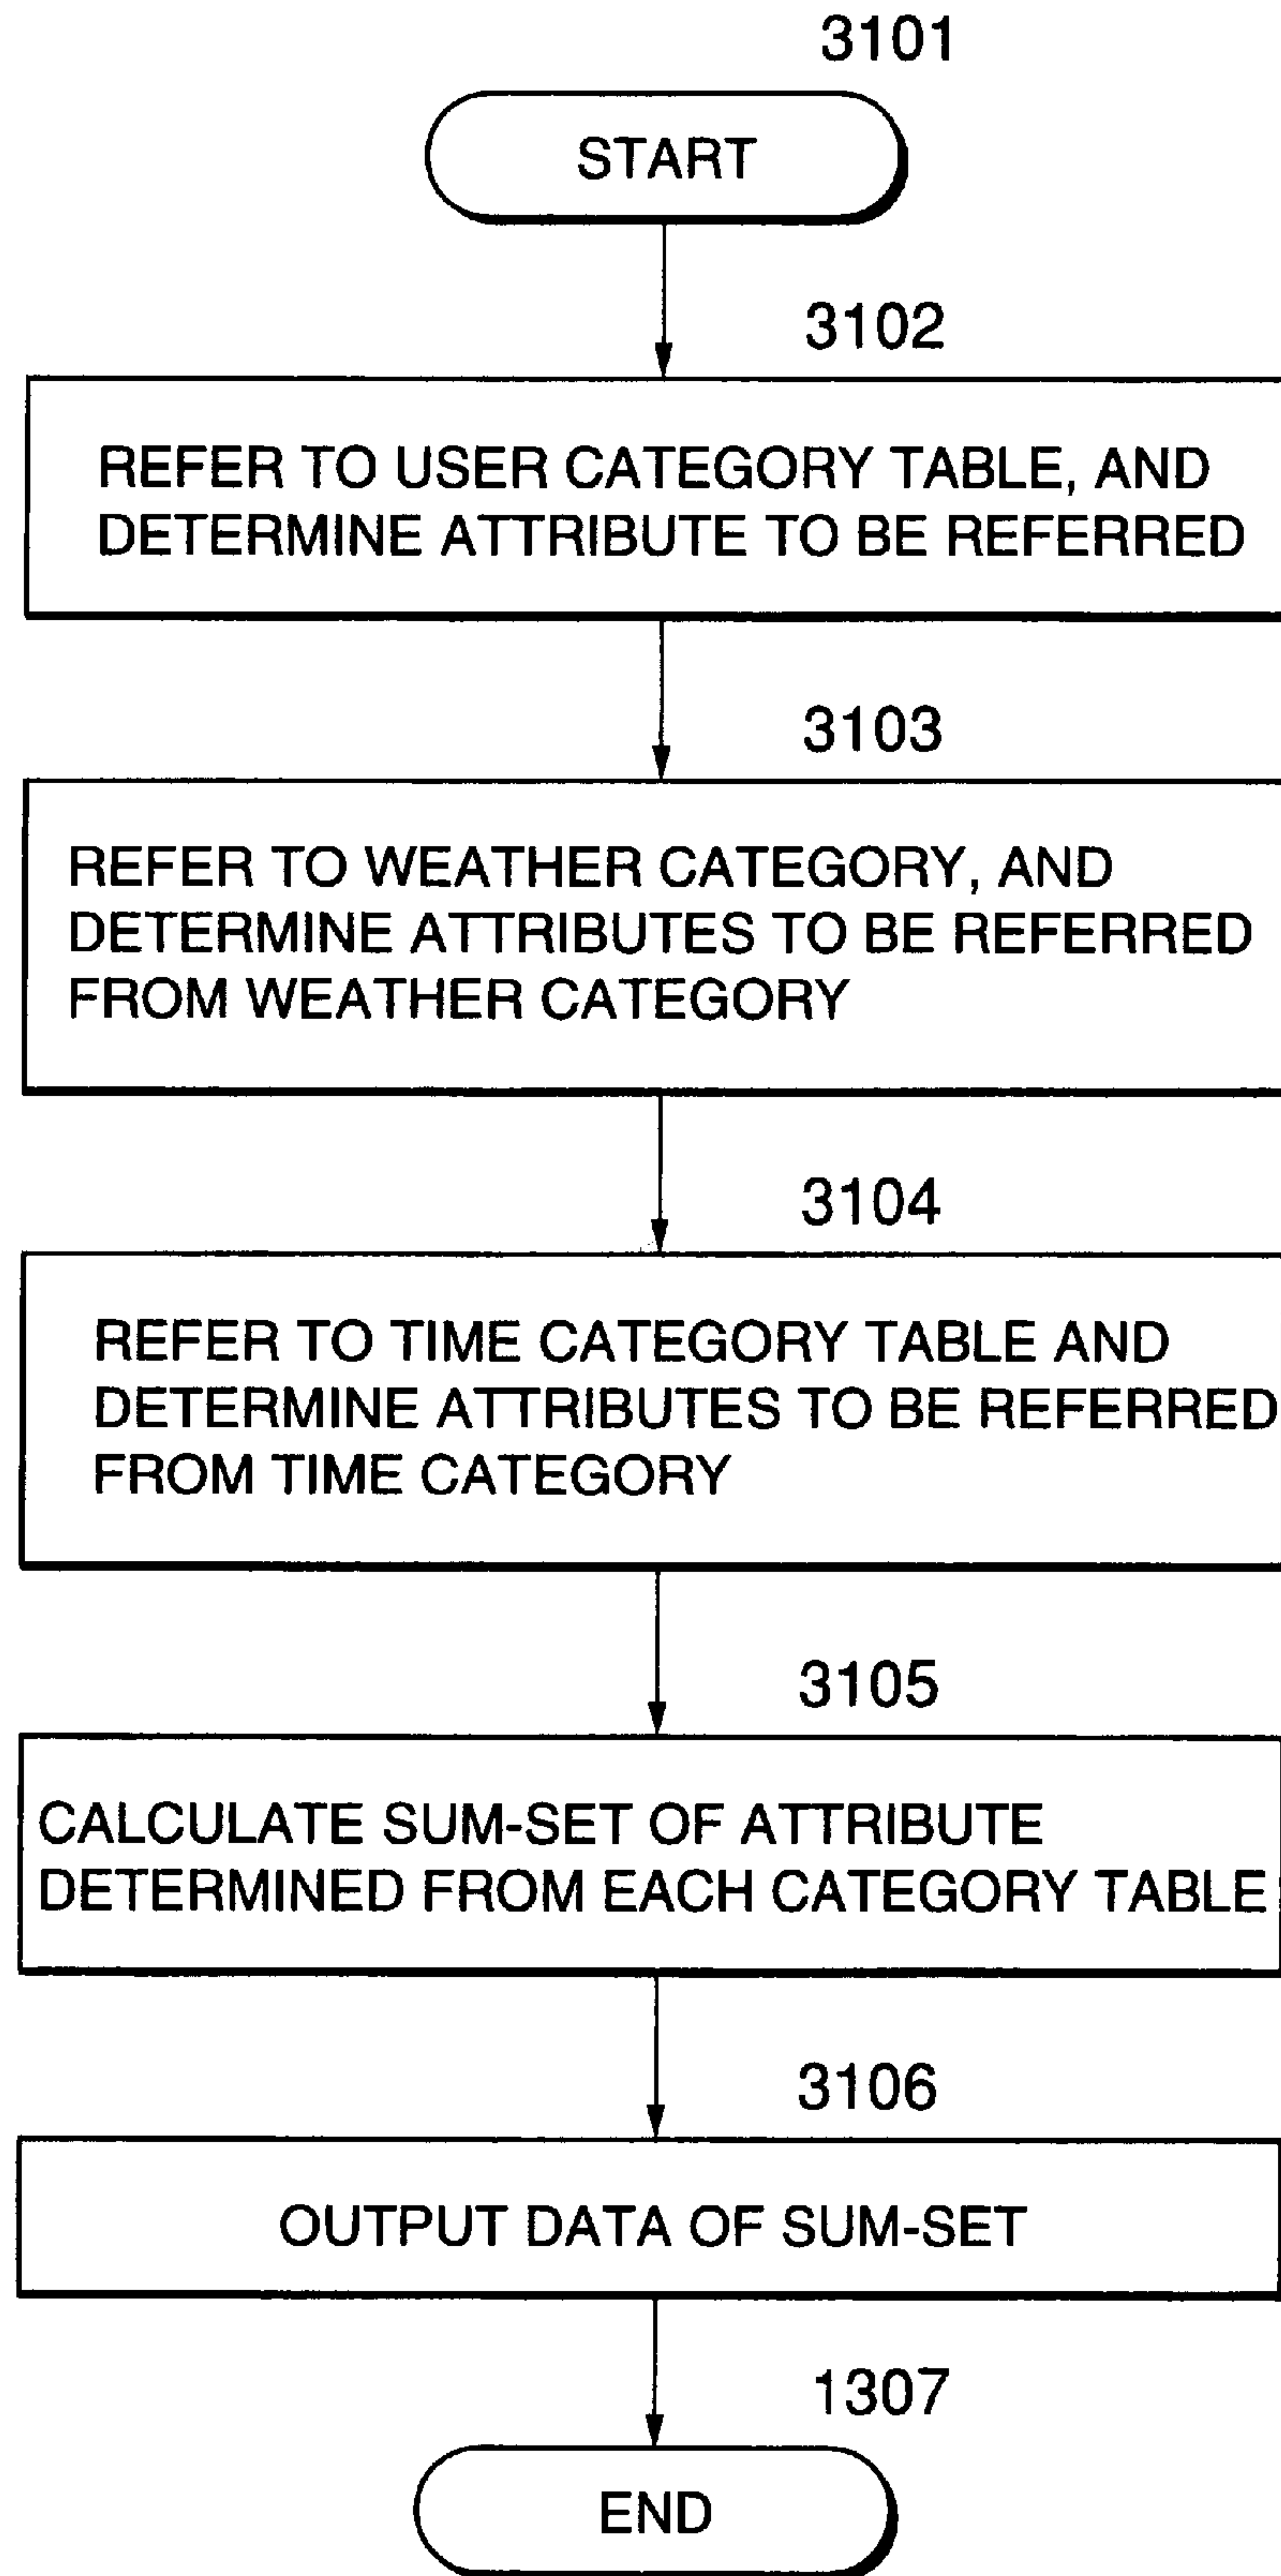 3101
START
3102
REFER TO USER CATEGORY TABLE, AND
DETERMINE ATTRIBUTE TO BE REFERRED
3103
REFER TO WEATHER CATEGORY, AND
DETERMINE ATTRIBUTES TO BE REFERRED
FROM WEATHER CATEGORY
3104
REFER TO TIME CATEGORY TABLE AND
DETERMINE ATTRIBUTES TO BE REFERRED
FROM TIME CATEGORY
3105
CALCULATE SUM-SET OF ATTRIBUTE
DETERMINED FROM EACH CATEGORY TABLE
3106
OUTPUT DATA OF SUM-SET
1307
END